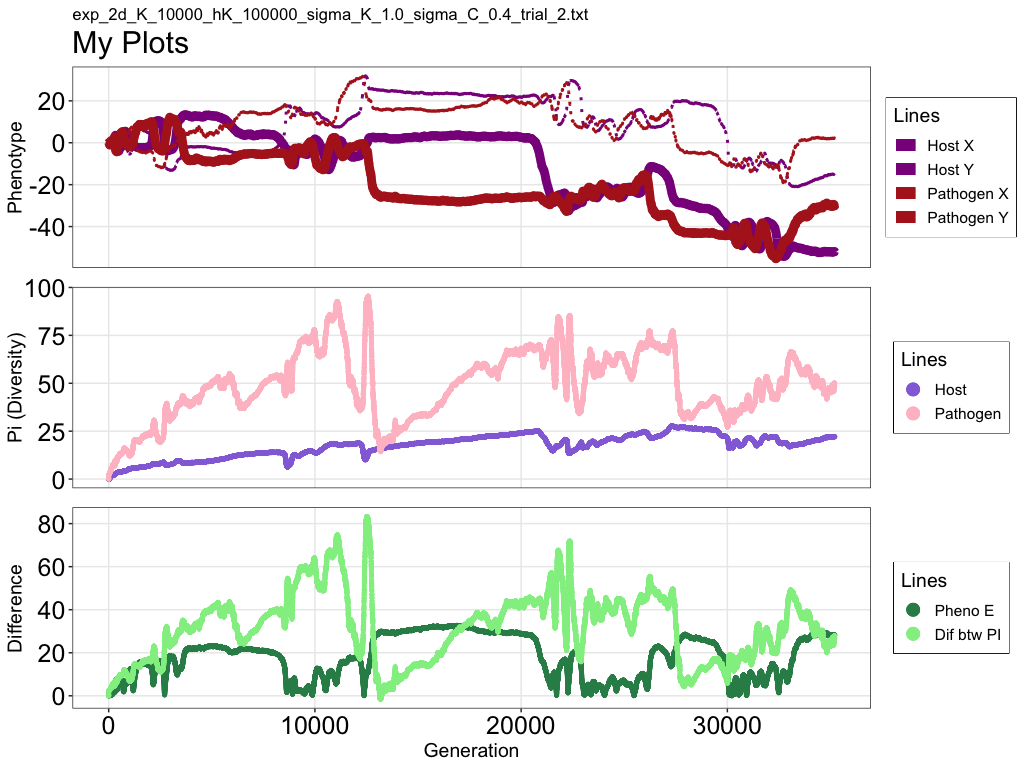 exp_2d_K_10000_hK_100000_sigma_K_1.0_sigma_C_0.4_trial_2.txt
My Plots
Phenotype
20
0
-20
-40
Lines
Host X
Host Y
Pathogen X
Pathogen Y
Pi (Diversity)
100
75
50
25
0
Lines
Host
Pathogen
Difference
80
60
40
20
0
Lines
Pheno E
Dif btw PI
0 10000 20000 30000
Generation